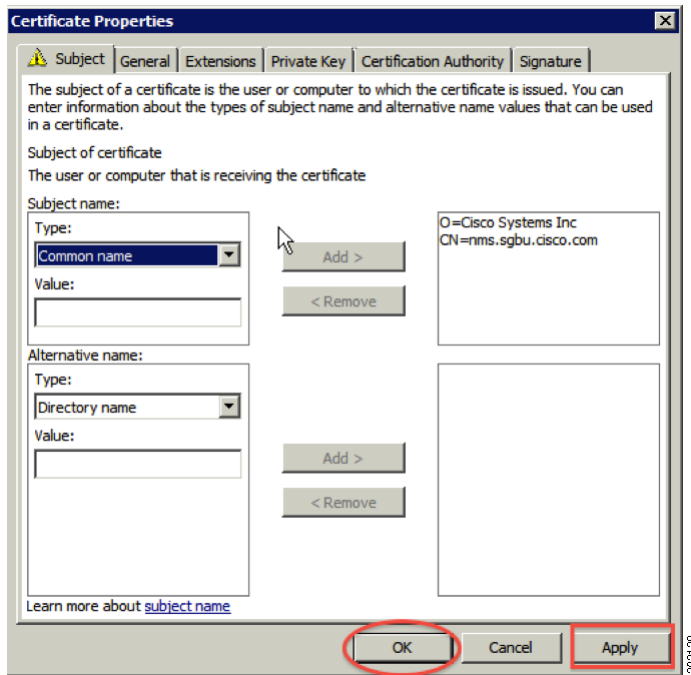 Certificate Properties
Subject
General
Extensions
Private Key
Certification Authority
Signature
The subject of a certificate is the user or computer to which the certificate is issued. You can
enter information about the types of subject name and alternative name values that can be used
in a certificate.
Subject of certificate
The user or computer that is receiving the certificate
Subject name:
Type:
Common name
Value:
Add >
< Remove
O=Cisco Systems Inc
CN=nms.sgbu.cisco.com
Alternative name:
Type:
Directory name
Value:
Add >
< Remove
Learn more about subject name
OK
Cancel
Apply